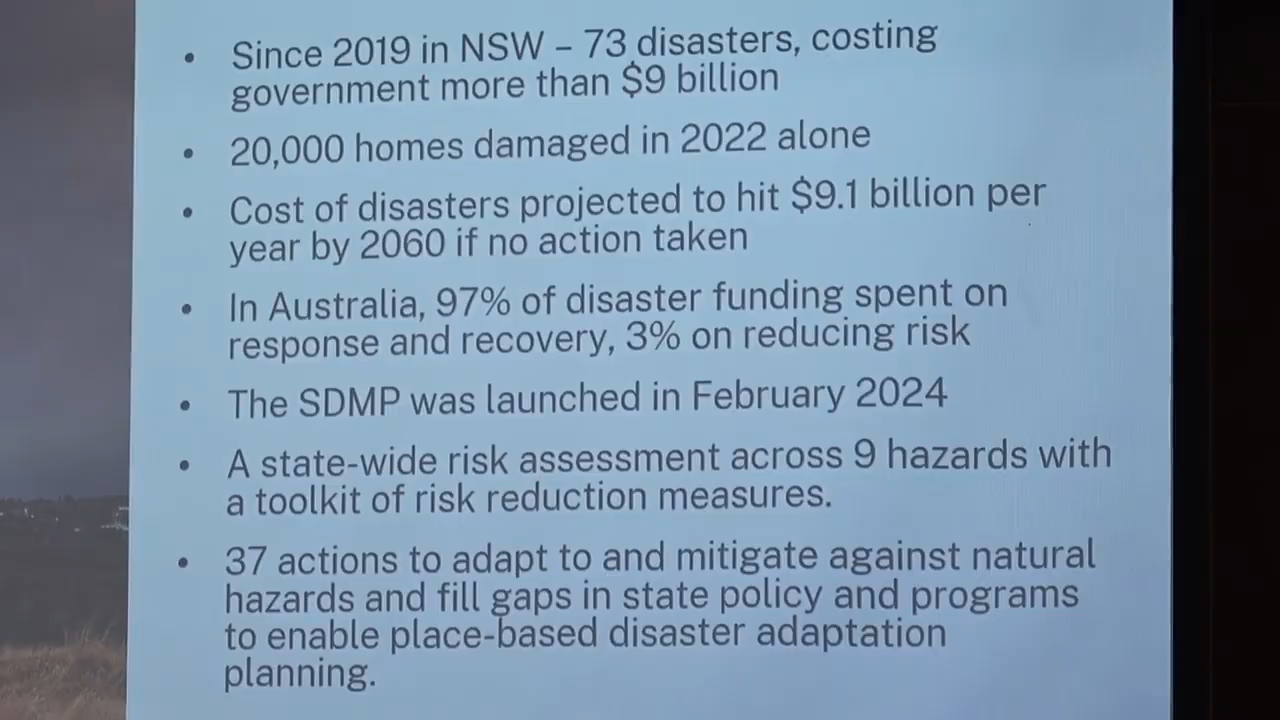 • Since 2019 in NSW – 73 disasters, costing
government more than $9 billion
• 20,000 homes damaged in 2022 alone
• Cost of disasters projected to hit $9.1 billion per
year by 2060 if no action taken
• In Australia, 97% of disaster funding spent on
response and recovery, 3% on reducing risk
• The SDMP was launched in February 2024
• A state-wide risk assessment across 9 hazards with
a toolkit of risk reduction measures.
• 37 actions to adapt to and mitigate against natural
hazards and fill gaps in state policy and programs
to enable place-based disaster adaptation
planning.